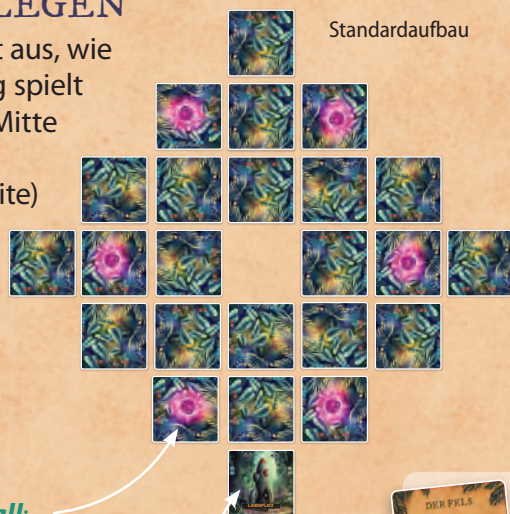 LEGEN
Standardaufbau
t aus, wie
g spielt
Mitte
ite)
all:
LANDEPLATZ
DER FELS